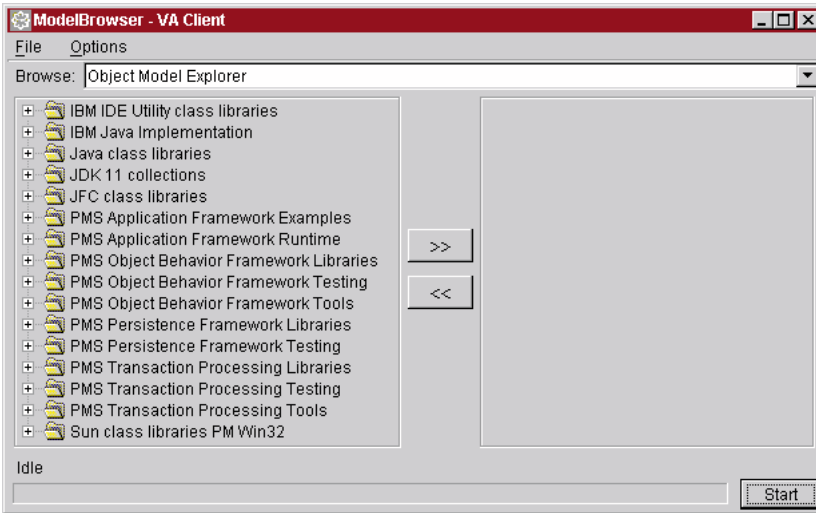 ModelBrowser - VA Client
File Options
Browse: Object Model Explorer
IBM IDE Utility class libraries
IBM Java Implementation
Java class libraries
JDK 11 collections
JFC class libraries
PMS Application Framework Examples
PMS Application Framework Runtime
PMS Object Behavior Framework Libraries
PMS Object Behavior Framework Testing
PMS Object Behavior Framework Tools
PMS Persistence Framework Libraries
PMS Persistence Framework Testing
PMS Transaction Processing Libraries
PMS Transaction Processing Testing
PMS Transaction Processing Tools
Sun class libraries PM Win32
>>
<<
Idle
Start